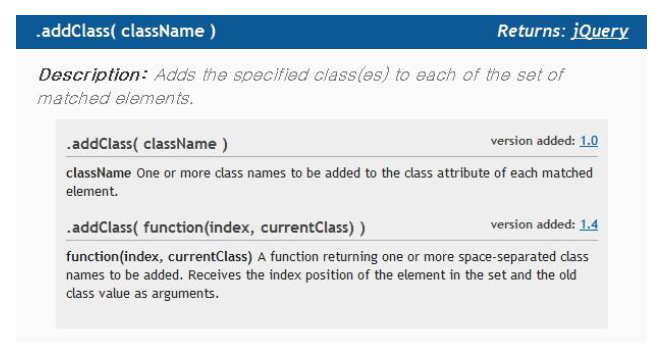 .addClass( className ) Returns: jQuery
Description: Adds the specified class(es) to each of the set of
matched elements.
.addClass( className ) version added: 1.0
className One or more class names to be added to the class attribute of each matched
element.
.addClass( function(index, currentClass) ) version added: 1.4
function(index, currentClass) A function returning one or more space-separated class
names to be added. Receives the index position of the element in the set and the old
class value as arguments.